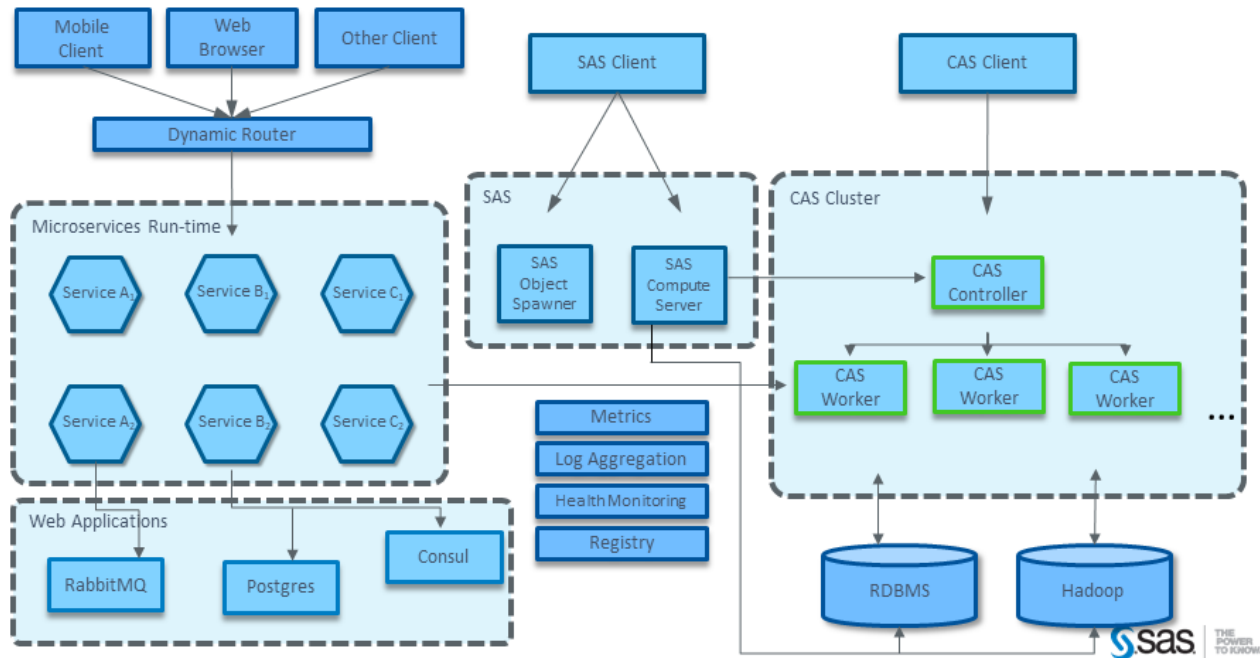 Mobile
Client
Web
Browser
Other Client
SAS Client
CAS Client
Dynamic Router
Microservices Run-time
SAS
CAS Cluster
Service A₁
Service B₁
Service C₁
SAS
Object
Spawner
SAS
Compute
Server
CAS
Controller
CAS
Worker
CAS
Worker
CAS
Worker
...
Service A₂
Service B₂
Service C₂
Metrics
Log Aggregation
Health Monitoring
Registry
Web Applications
RabbitMQ
Postgres
Consul
RDBMS
Hadoop
sas
THE
POWER
TO KNOW